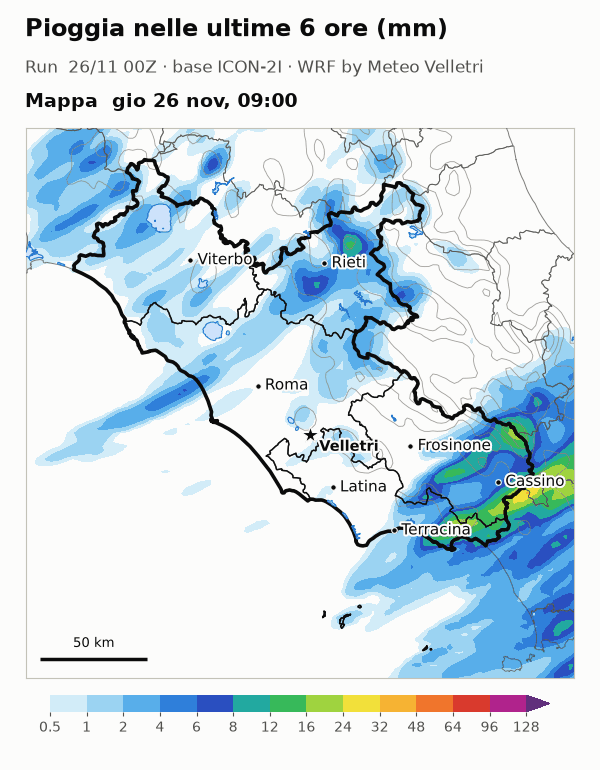 Pioggia nelle ultime 6 ore (mm)
Run  26/11 00Z · base ICON-2I · WRF by Meteo Velletri
Mappa  gio 26 nov, 09:00
Viterbo
Rieti
Roma
Velletri
Frosinone
Latina
Cassino
Terracina
50 km
0.5 1 2 4 6 8 12 16 24 32 48 64 96 128